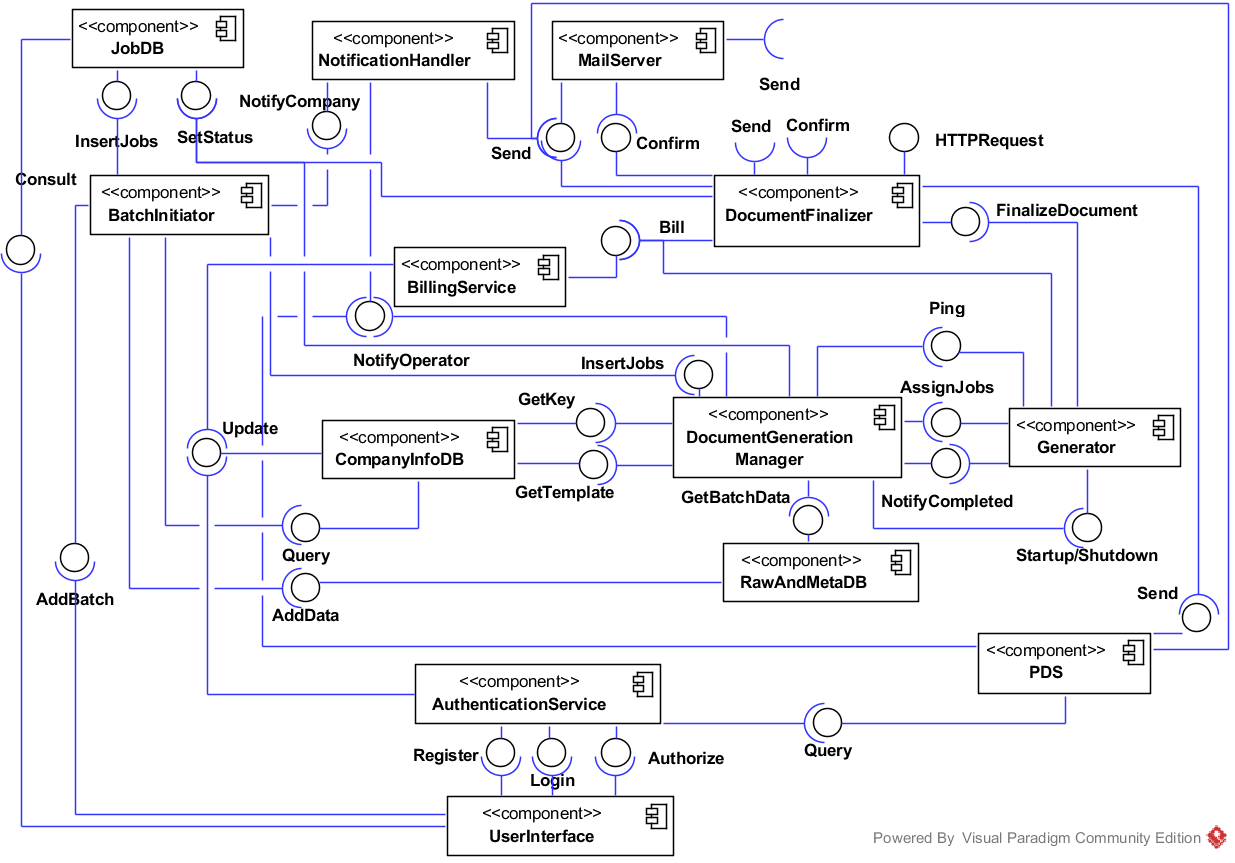 <<component>>
JobDB
<<component>>
NotificationHandler
<<component>>
MailServer
Send
NotifyCompany
InsertJobs
SetStatus
Send
Confirm
Send
Confirm
HTTPRequest
Consult
<<component>>
BatchInitiator
<<component>>
DocumentFinalizer
FinalizeDocument
Bill
<<component>>
BillingService
Ping
NotifyOperator
InsertJobs
GetKey
AssignJobs
Update
<<component>>
CompanyInfoDB
<<component>>
DocumentGeneration
Manager
<<component>>
Generator
GetTemplate
GetBatchData
NotifyCompleted
Query
Startup/Shutdown
<<component>>
RawAndMetaDB
AddBatch
AddData
Send
<<component>>
PDS
<<component>>
AuthenticationService
Query
Register
Login
Authorize
<<component>>
UserInterface
Powered By Visual Paradigm Community Edition